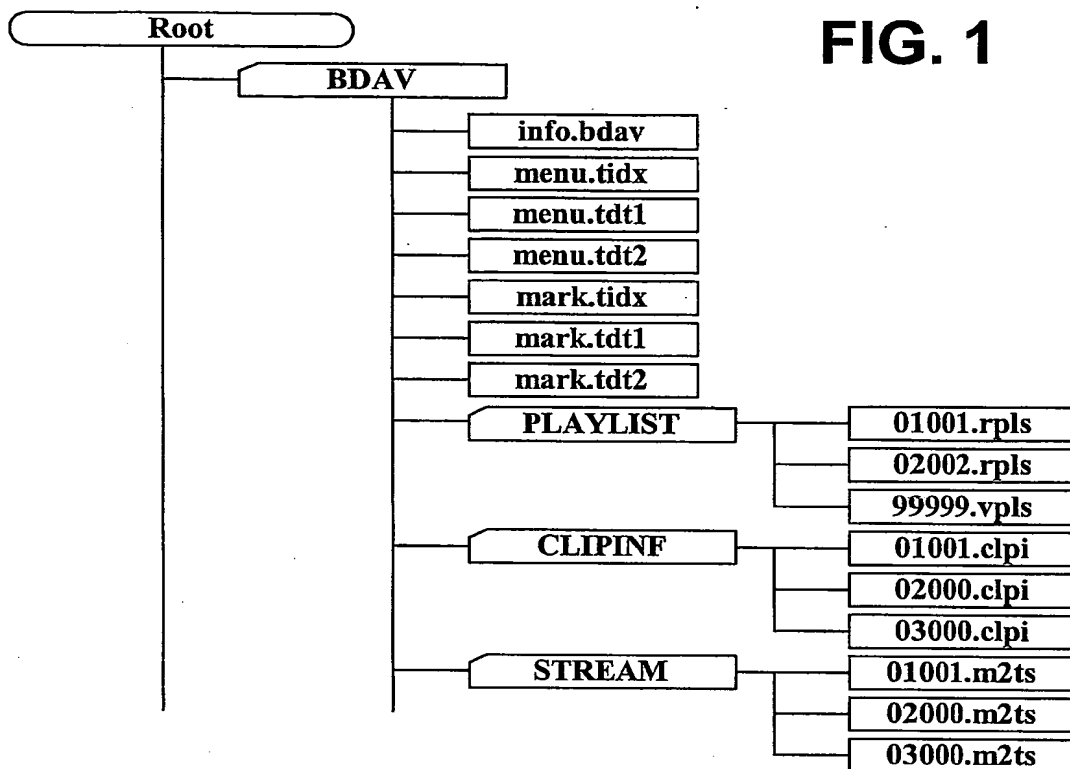 Root
FIG. 1
BDAV
info.bdav
menu.tidx
menu.tdt1
menu.tdt2
mark.tidx
mark.tdt1
mark.tdt2
PLAYLIST
01001.rpls
02002.rpls
99999.vpls
CLIPINF
01001.clpi
02000.clpi
03000.clpi
STREAM
01001.m2ts
02000.m2ts
03000.m2ts